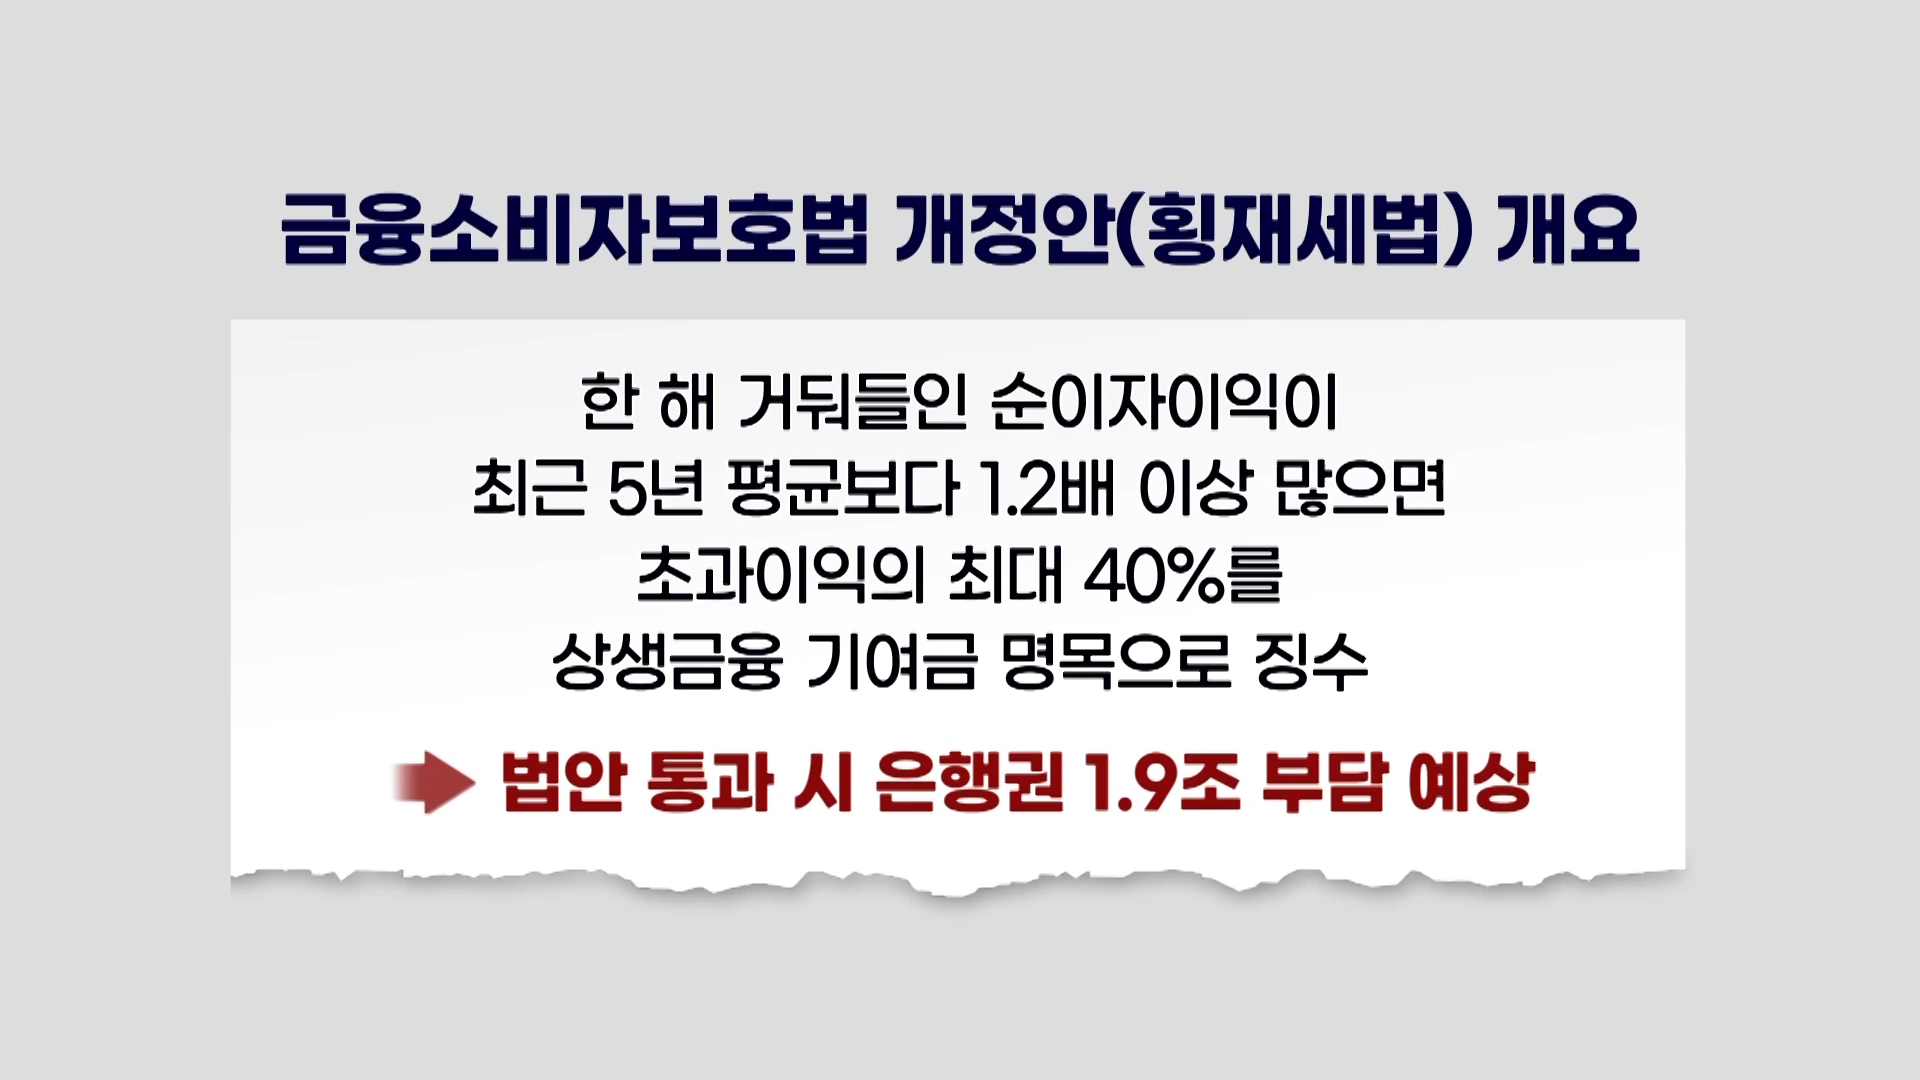 금융소비자보호법 개정안(횡재세법) 개요
한 해 거둬들인 순이자이익이
최근 5년 평균보다 1.2배 이상 많으면
초과이익의 최대 40%를
상생금융 기여금 명목으로 징수
법안 통과 시 은행권 1.9조 부담 예상